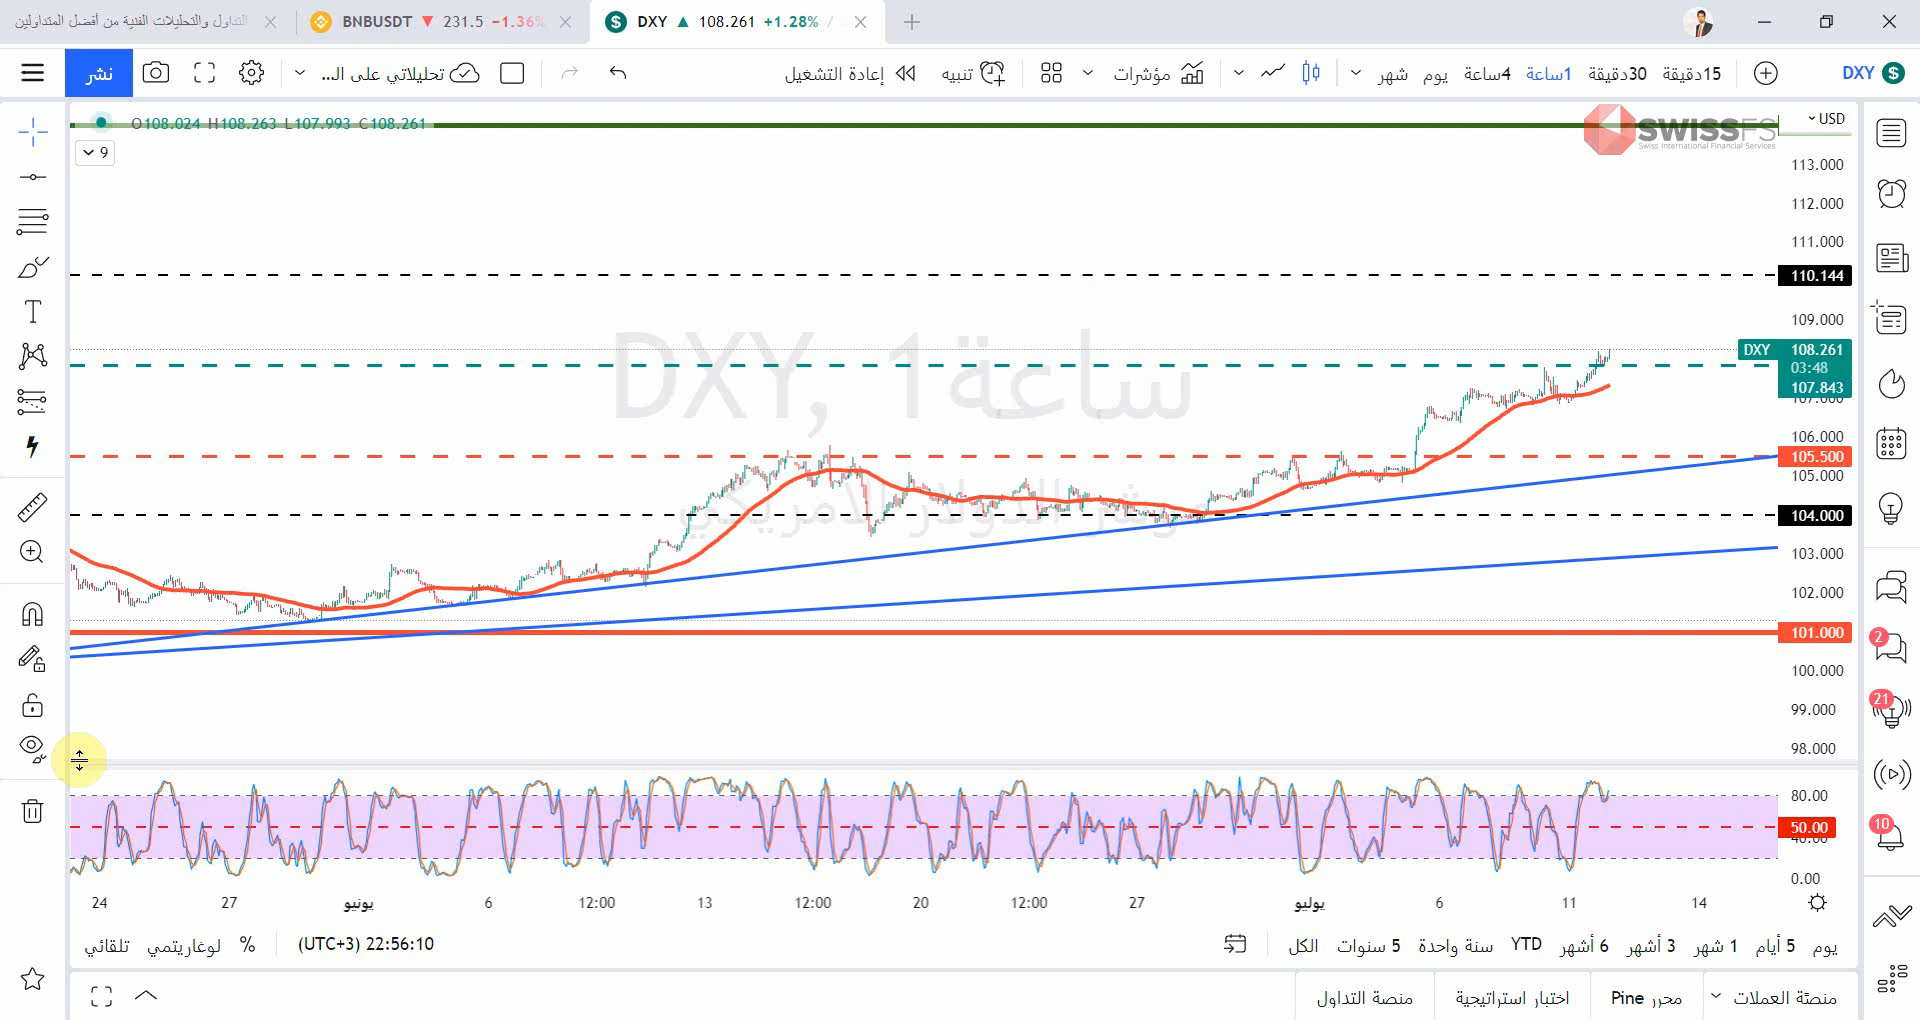 التداول والتحليلات الفنية من أفضل المتداولين
BNBUSDT ▼ 231.5 −1.36%
DXY ▲ 108.261 +1.28% /
نشر
تحليلاتي على الـ...
إعادة التشغيل
تنبيه
مؤشرات
شهر
يوم
4ساعة
1ساعة
30دقيقة
15دقيقة
DXY
O108.024 H108.263 L107.993 C108.261
9
SWISSFS
Swiss International Financial Services
USD
113.000
112.000
111.000
110.144
109.000
DXY 108.261
03:48
107.843
107.000
106.000
105.500
105.000
104.000
103.000
102.000
101.000
100.000
99.000
98.000
DXY, 1ساعة
الدولار الأمريكي
80.00
50.00
40.00
0.00
24 27 يونيو 6 12:00 13 12:00 20 12:00 27 يوليو 6 11 14
تلقائي
لوغاريتمي
%
22:56:10 (UTC+3)
الكل
5 سنوات
سنة واحدة
YTD
6 أشهر
3 أشهر
1 شهر
5 أيام
يوم
2
21
10
منصة التداول
اختبار استراتيجية
محرر Pine
منصّة العملات